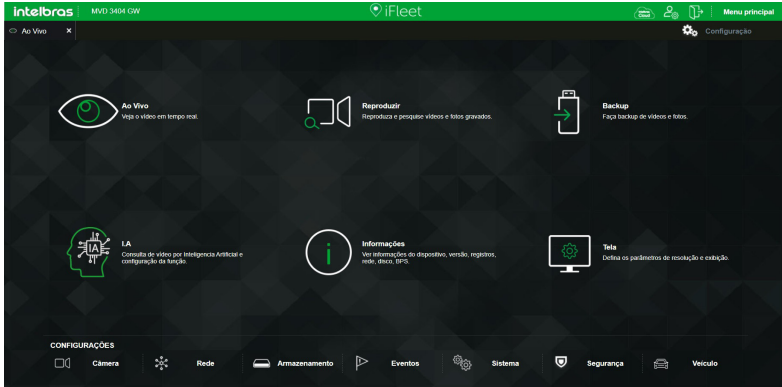 intelbras MVD 3404 GW iFleet Cloud Menu principal
Ao Vivo x Configuração
Ao Vivo
Veja o vídeo em tempo real.
Reproduzir
Reproduza e pesquise vídeos e fotos gravados.
Backup
Faça backup de vídeos e fotos.
IA
I.A
Consulta de vídeo por Inteligencia Artificial e
configuração da função.
Informações
Ver informações do dispositivo, versão, registros,
rede, disco, BPS.
Tela
Defina os parâmetros de resolução e exibição.
CONFIGURAÇÕES
Câmera Rede Armazenamento Eventos Sistema Segurança Veículo